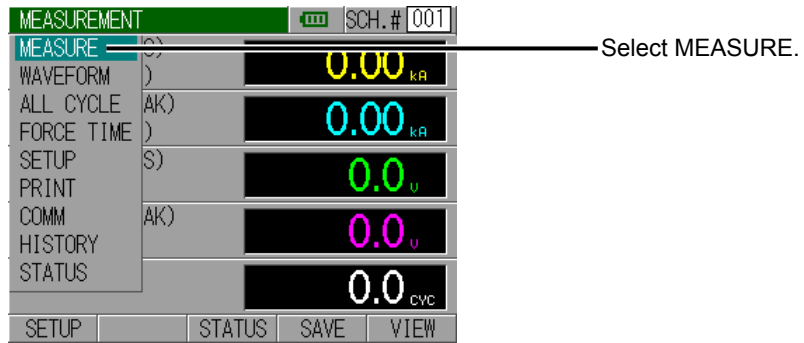 MEASUREMENT SCH.# 001
MEASURE S) 0.00 kA
WAVEFORM )
ALL CYCLE AK) 0.00 kA
FORCE TIME )
SETUP S) 0.0 V
PRINT
COMM AK) 0.0 V
HISTORY
STATUS 0.0 CYC
SETUP STATUS SAVE VIEW
Select MEASURE.